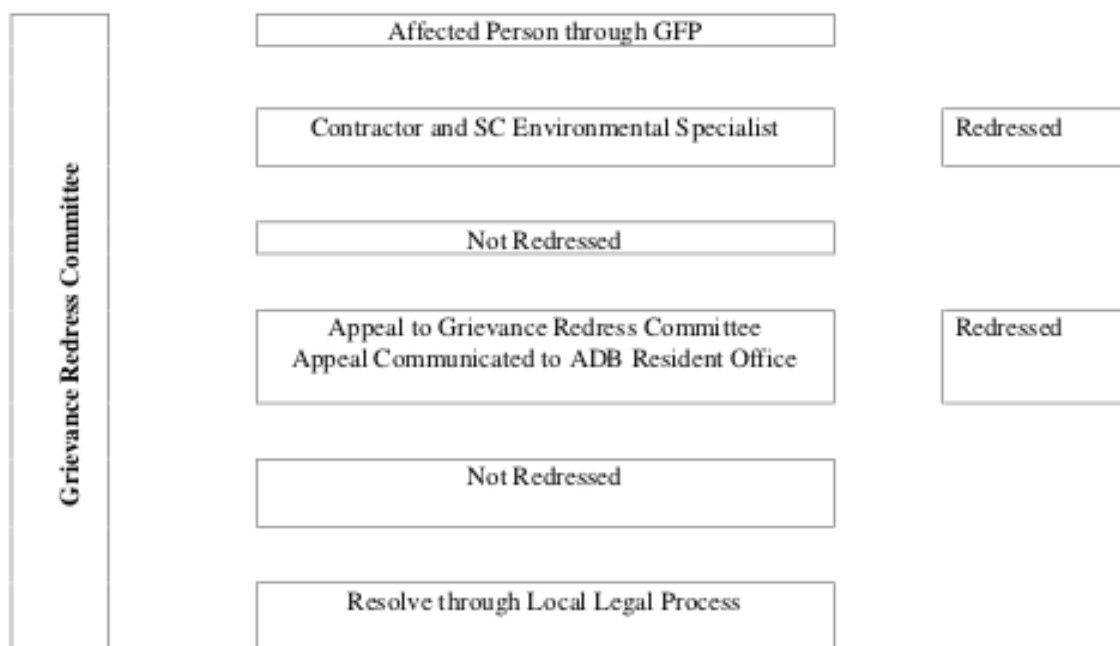 Grievance Redress Committee
Affected Person through GFP
Contractor and SC Environmental Specialist
Redressed
Not Redressed
Appeal to Grievance Redress Committee
Appeal Communicated to ADB Resident Office
Redressed
Not Redressed
Resolve through Local Legal Process